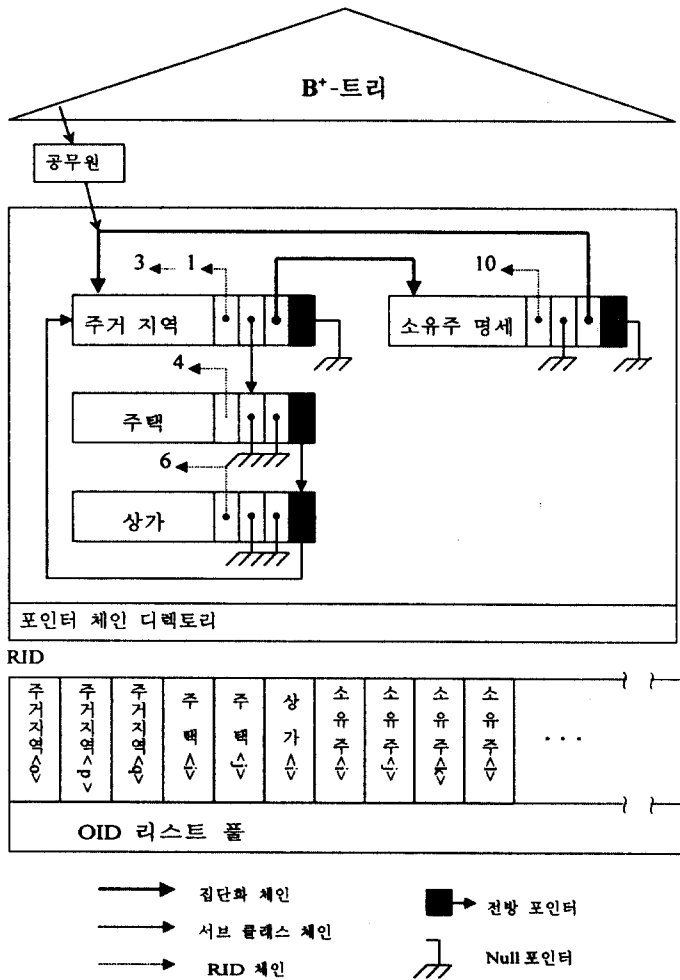 B⁺-트리
공무원
3 1
10
주거 지역
소유주 명세
4
주택
6
상가
포인터 체인 디렉토리
RID
주거지역<o>
주거지역<p>
주거지역<q>
주택<i>
주택<j>
상가<i>
소유주<i>
소유주<j>
소유주<k>
소유주<l>
...
OID 리스트 풀
집단화 체인
전방 포인터
서브 클래스 체인
Null 포인터
RID 체인